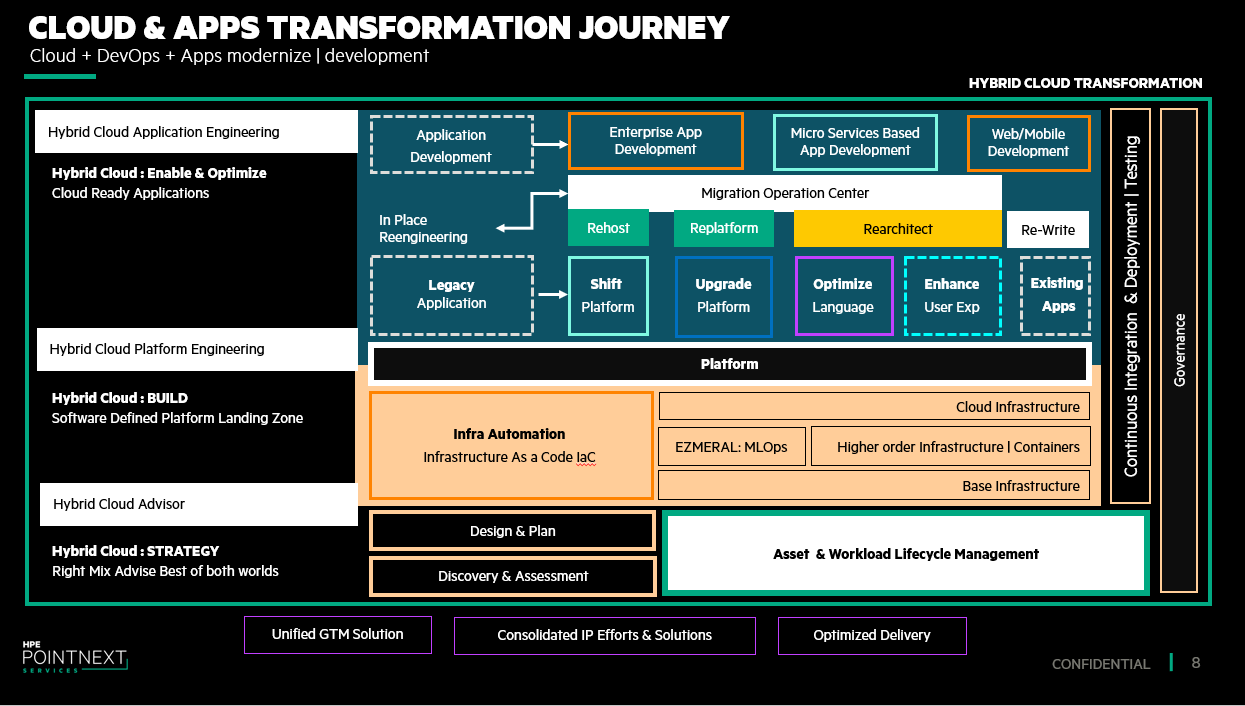 CLOUD & APPS TRANSFORMATION JOURNEY
Cloud + DevOps + Apps modernize | development
HYBRID CLOUD TRANSFORMATION
Hybrid Cloud Application Engineering
Hybrid Cloud : Enable & Optimize
Cloud Ready Applications
Application
Development
Enterprise App
Development
Micro Services Based
App Development
Web/Mobile
Development
Migration Operation Center
In Place
Reengineering
Rehost
Replatform
Rearchitect
Re-Write
Legacy
Application
Shift
Platform
Upgrade
Platform
Optimize
Language
Enhance
User Exp
Existing
Apps
Continuous Integration & Deployment | Testing
Governance
Hybrid Cloud Platform Engineering
Hybrid Cloud : BUILD
Software Defined Platform Landing Zone
Platform
Infra Automation
Infrastructure As a Code IaC
Cloud Infrastructure
EZMERAL: MLOps
Higher order Infrastructure | Containers
Base Infrastructure
Hybrid Cloud Advisor
Hybrid Cloud : STRATEGY
Right Mix Advise Best of both worlds
Design & Plan
Discovery & Assessment
Asset & Workload Lifecycle Management
Unified GTM Solution
Consolidated IP Efforts & Solutions
Optimized Delivery
HPE
POINTNEXT
SERVICES
CONFIDENTIAL
8